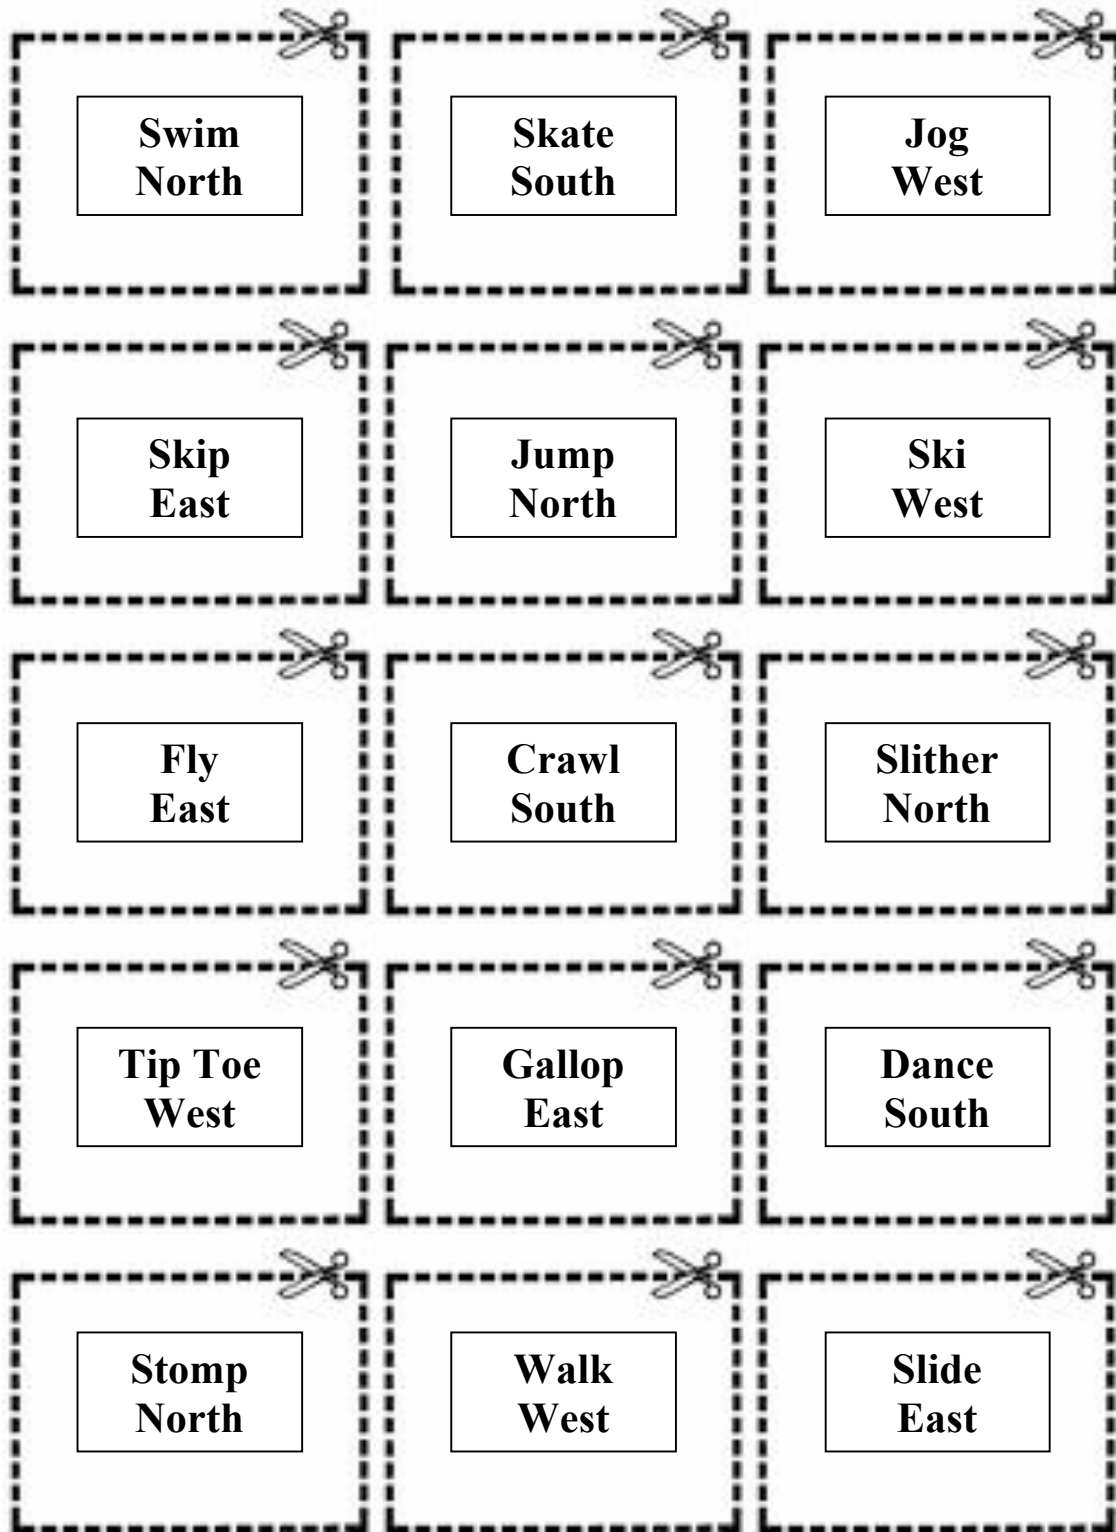 Swim
North
Skate
South
Jog
West
Skip
East
Jump
North
Ski
West
Fly
East
Crawl
South
Slither
North
Tip Toe
West
Gallop
East
Dance
South
Stomp
North
Walk
West
Slide
East